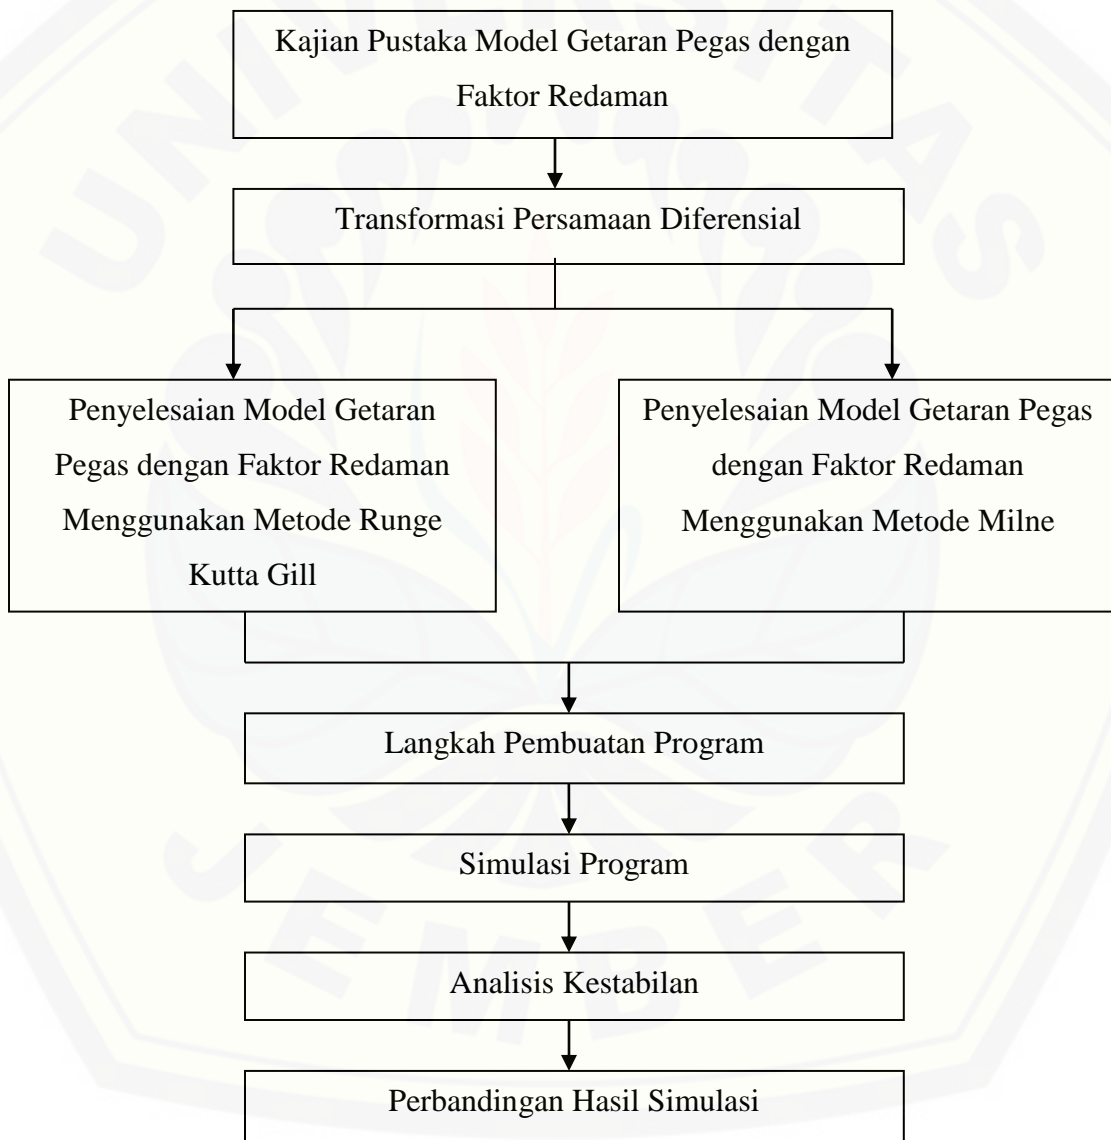 Kajian Pustaka Model Getaran Pegas dengan
Faktor Redaman
Transformasi Persamaan Diferensial
Penyelesaian Model Getaran
Pegas dengan Faktor Redaman
Menggunakan Metode Runge
Kutta Gill
Penyelesaian Model Getaran Pegas
dengan Faktor Redaman
Menggunakan Metode Milne
Langkah Pembuatan Program
Simulasi Program
Analisis Kestabilan
Perbandingan Hasil Simulasi
UNIVERSITAS
JEMBER